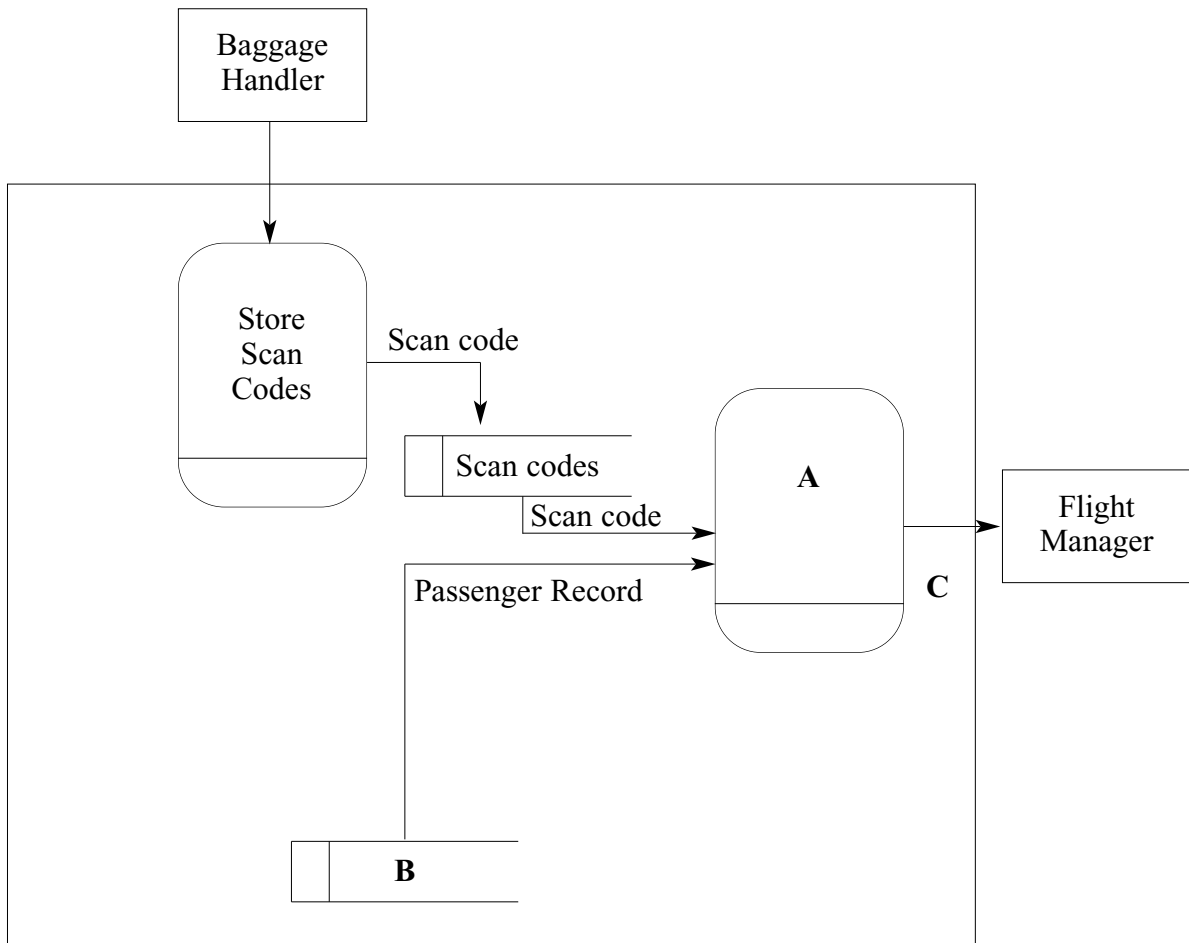 Baggage
Handler
Store
Scan
Codes
Scan code
Scan codes
Scan code
Passenger Record
A
C
Flight
Manager
B